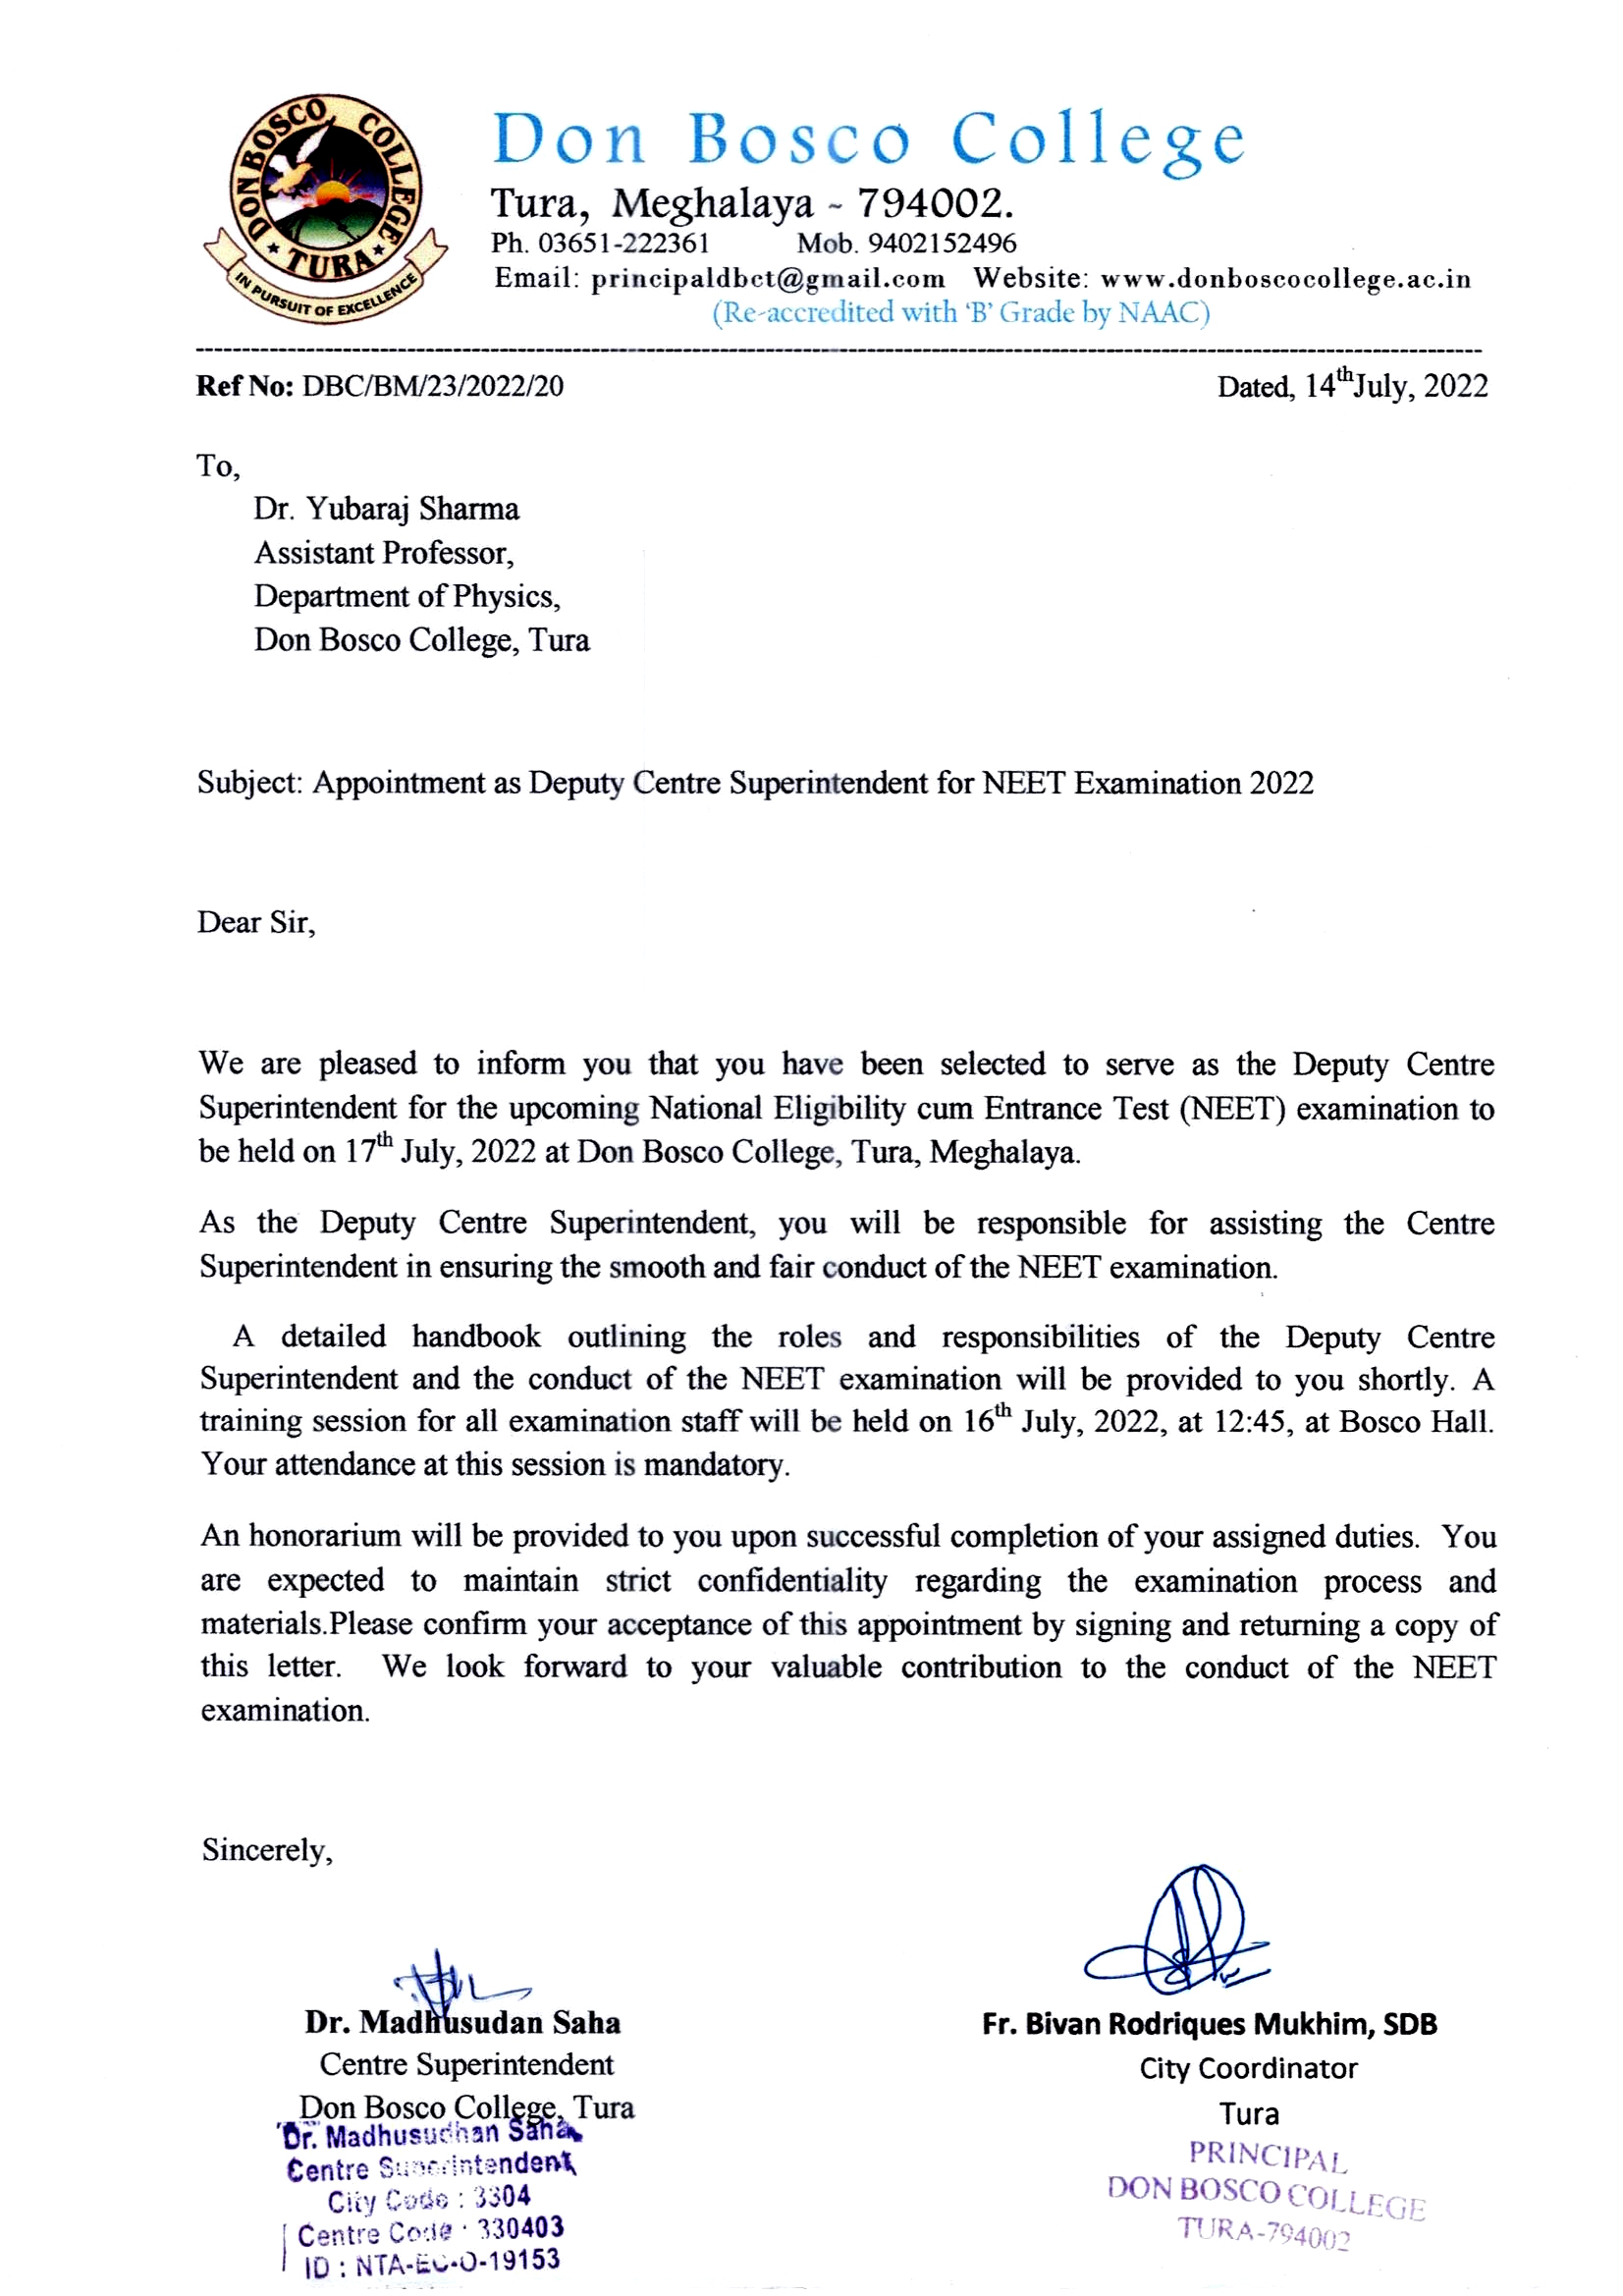 DON BOSCO COLLEGE
★ TURA ★
IN PURSUIT OF EXCELLENCE
Don Bosco College
Tura, Meghalaya ~ 794002.
Ph. 03651-222361 Mob. 9402152496
Email: principaldbct@gmail.com Website: www.donboscocollege.ac.in
(Re-accredited with ‘B’ Grade by NAAC)
Ref No: DBC/BM/23/2022/20 Dated, 14th July, 2022
To,
Dr. Yubaraj Sharma
Assistant Professor,
Department of Physics,
Don Bosco College, Tura
Subject: Appointment as Deputy Centre Superintendent for NEET Examination 2022
Dear Sir,
We are pleased to inform you that you have been selected to serve as the Deputy Centre
Superintendent for the upcoming National Eligibility cum Entrance Test (NEET) examination to
be held on 17th July, 2022 at Don Bosco College, Tura, Meghalaya.
As the Deputy Centre Superintendent, you will be responsible for assisting the Centre
Superintendent in ensuring the smooth and fair conduct of the NEET examination.
A detailed handbook outlining the roles and responsibilities of the Deputy Centre
Superintendent and the conduct of the NEET examination will be provided to you shortly. A
training session for all examination staff will be held on 16th July, 2022, at 12:45, at Bosco Hall.
Your attendance at this session is mandatory.
An honorarium will be provided to you upon successful completion of your assigned duties. You
are expected to maintain strict confidentiality regarding the examination process and
materials.Please confirm your acceptance of this appointment by signing and returning a copy of
this letter. We look forward to your valuable contribution to the conduct of the NEET
examination.
Sincerely,
Dr. Madhusudan Saha
Centre Superintendent
Don Bosco College, Tura
Dr. Madhusudhan Saha
Centre Superintendent
City Code : 3304
Centre Code : 330403
ID : NTA-EC-O-19153
Fr. Bivan Rodriques Mukhim, SDB
City Coordinator
Tura
PRINCIPAL
DON BOSCO COLLEGE
TURA-794002